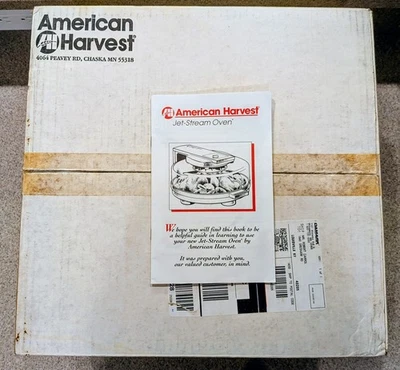 American
Harvest®
4064 PEAVEY RD, CHASKA MN 55318
American Harvest®
Jet-Stream Oven®
We hope you will find this book to be
a helpful guide in learning to use
your new Jet-Stream Oven® by
American Harvest.
It was prepared with you,
our valued customer, in mind.